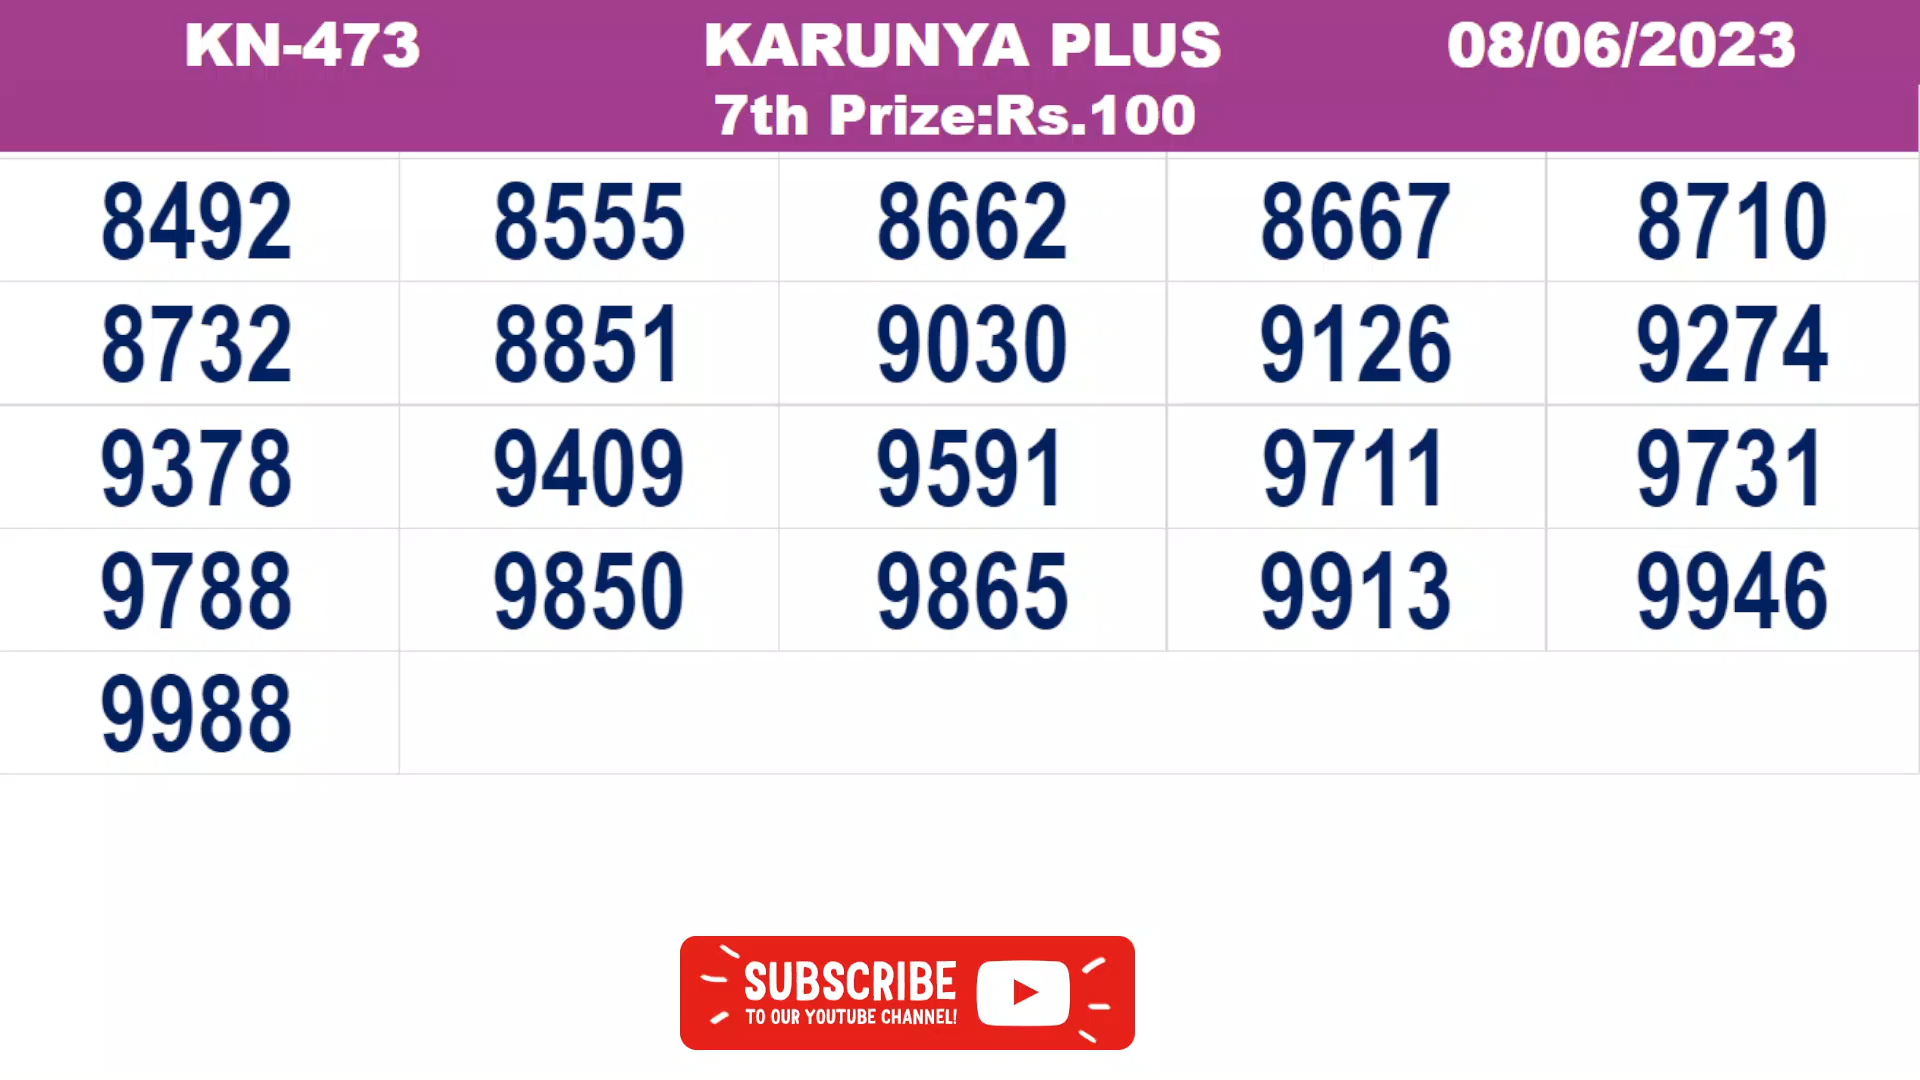 KN-473 KARUNYA PLUS 08/06/2023
7th Prize:Rs.100
8492 8555 8662 8667 8710
8732 8851 9030 9126 9274
9378 9409 9591 9711 9731
9788 9850 9865 9913 9946
9988
SUBSCRIBE
TO OUR YOUTUBE CHANNEL!